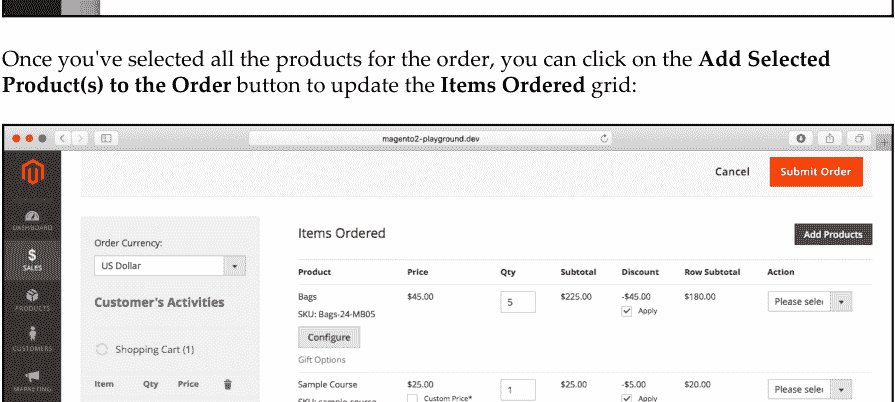 Once you've selected all the products for the order, you can click on the Add Selected
Product(s) to the Order button to update the Items Ordered grid:
magento2-playground.dev
Cancel Submit Order
DASHBOARD
SALES
PRODUCTS
CUSTOMERS
MARKETING
Order Currency:
US Dollar
Customer's Activities
Shopping Cart (1)
Item Qty Price
Items Ordered Add Products
Product Price Qty Subtotal Discount Row Subtotal Action
Bags $45.00 5 $225.00 -$45.00 $180.00 Please selec
Apply
SKU: Bags-24-MB05
Configure
Gift Options
Sample Course $25.00 1 $25.00 -$5.00 $20.00 Please selec
Custom Price* Apply
SKU: sample-course